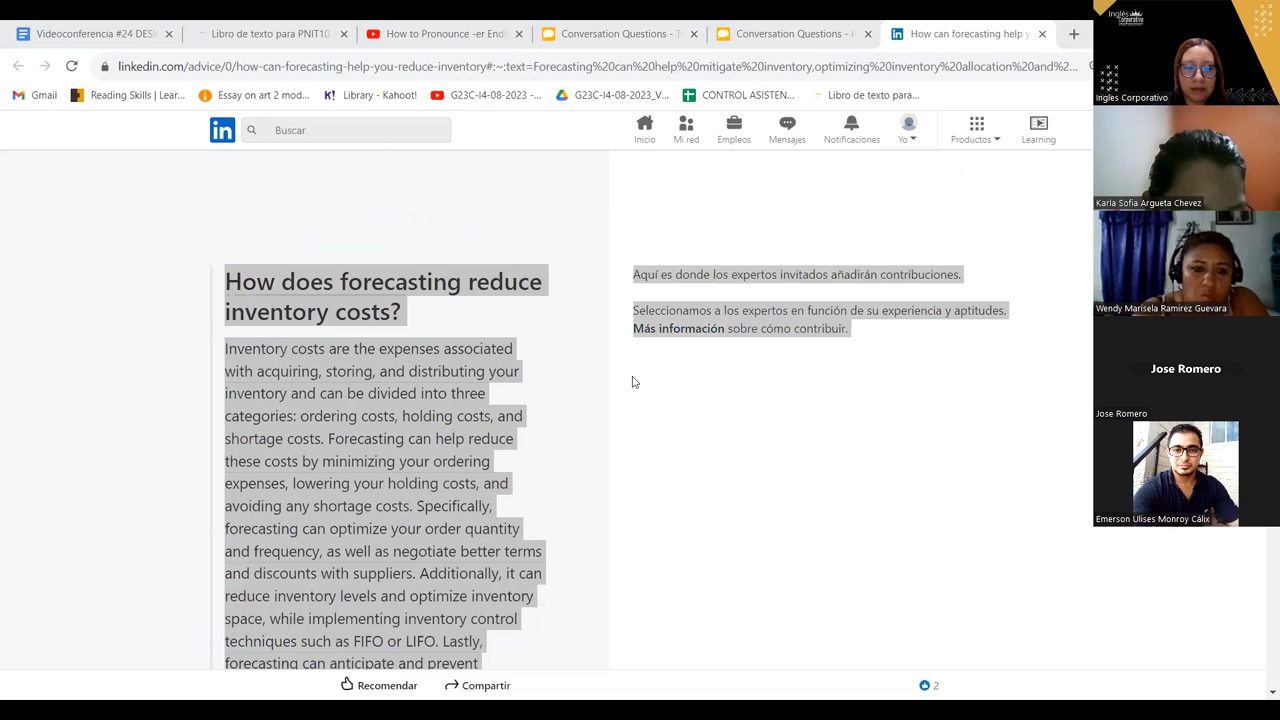 Videoconferencia #24 DESI
Libro de texto para PNIT10
How to Pronounce -er Endin
Conversation Questions - To
Conversation Questions - P
How can forecasting help y
linkedin.com/advice/0/how-can-forecasting-help-you-reduce-inventory#:~:text=Forecasting%20can%20help%20mitigate%20inventory,optimizing%20inventory%20allocation%20and%2...
Gmail
Reading Skills | Lear...
Essay on art 2 mod...
Library - Kano...
G23C-I4-08-2023 -...
G23C-I4-08-2023_V...
CONTROL ASISTEN...
Libro de texto para...
in
Buscar
Inicio
Mi red
Empleos
Mensajes
Notificaciones
Yo
Productos
Learning
How does forecasting reduce
inventory costs?
Inventory costs are the expenses associated
with acquiring, storing, and distributing your
inventory and can be divided into three
categories: ordering costs, holding costs, and
shortage costs. Forecasting can help reduce
these costs by minimizing your ordering
expenses, lowering your holding costs, and
avoiding any shortage costs. Specifically,
forecasting can optimize your order quantity
and frequency, as well as negotiate better terms
and discounts with suppliers. Additionally, it can
reduce inventory levels and optimize inventory
space, while implementing inventory control
techniques such as FIFO or LIFO. Lastly,
forecasting can anticipate and prevent
Aquí es donde los expertos invitados añadirán contribuciones.
Seleccionamos a los expertos en función de su experiencia y aptitudes.
Más información sobre cómo contribuir.
Recomendar
Compartir
2
Inglés
Corporativo
Ingles Corporativo
Karla Sofia Argueta Chevez
Wendy Marisela Ramirez Guevara
Jose Romero
Jose Romero
Emerson Ulises Monroy Cálix